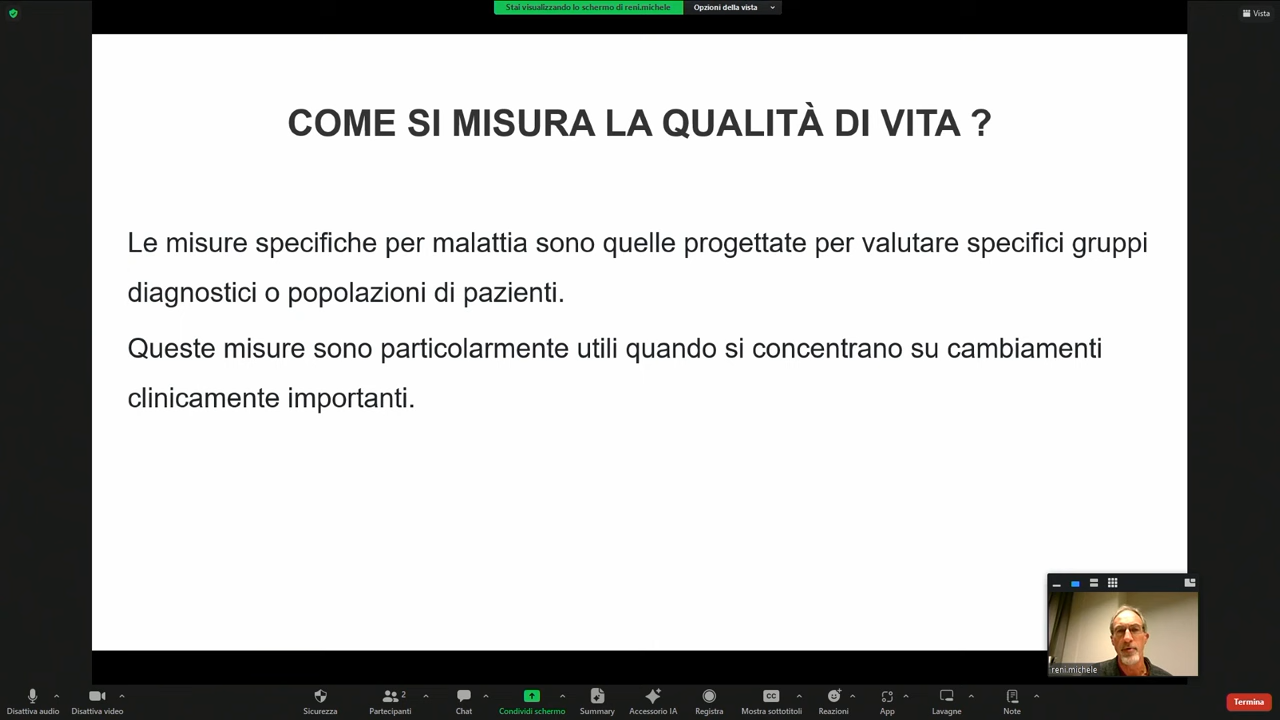 Stai visualizzando lo schermo di reni.michele
Opzioni della vista
Vista
COME SI MISURA LA QUALITÀ DI VITA ?
Le misure specifiche per malattia sono quelle progettate per valutare specifici gruppi
diagnostici o popolazioni di pazienti.
Queste misure sono particolarmente utili quando si concentrano su cambiamenti
clinicamente importanti.
reni.michele
Disattiva audio
Disattiva video
Sicurezza
Partecipanti
2
Chat
Condividi schermo
Summary
Accessorio IA
Registra
CC
Mostra sottotitoli
Reazioni
App
Lavagne
Note
Termina